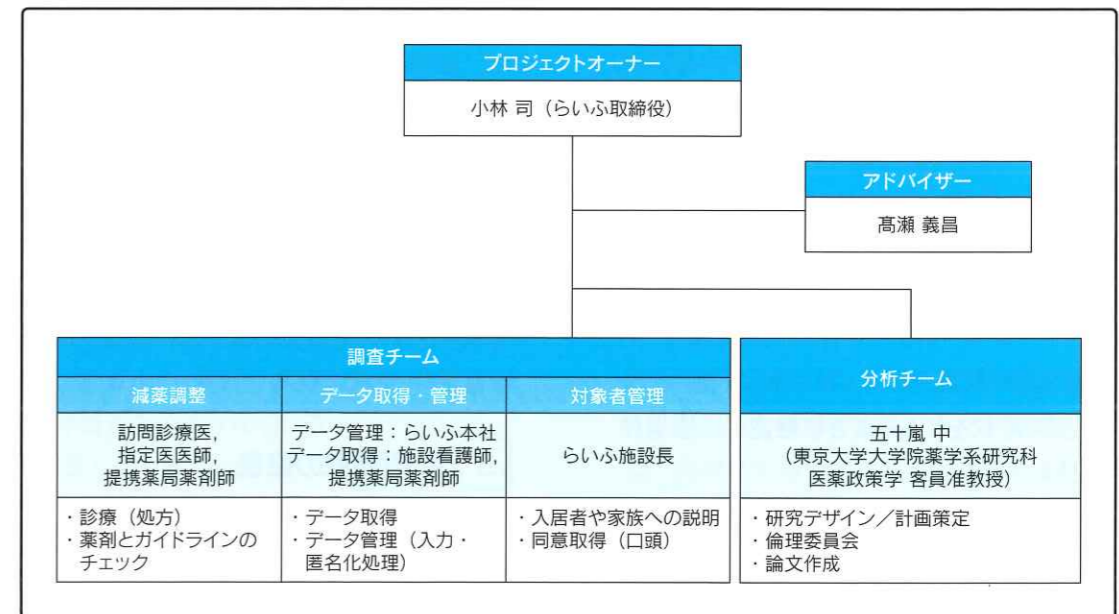 プロジェクトオーナー
小林 司（らいふ取締役）
アドバイザー
髙瀬 義昌
調査チーム
減薬調整
データ取得・管理
対象者管理
訪問診療医，
指定医医師，
提携薬局薬剤師
データ管理：らいふ本社
データ取得：施設看護師，
提携薬局薬剤師
らいふ施設長
・診療（処方）
・薬剤とガイドラインの
チェック
・データ取得
・データ管理（入力・
匿名化処理）
・入居者や家族への説明
・同意取得（口頭）
分析チーム
五十嵐 中
（東京大学大学院薬学系研究科
医薬政策学 客員准教授）
・研究デザイン／計画策定
・倫理委員会
・論文作成